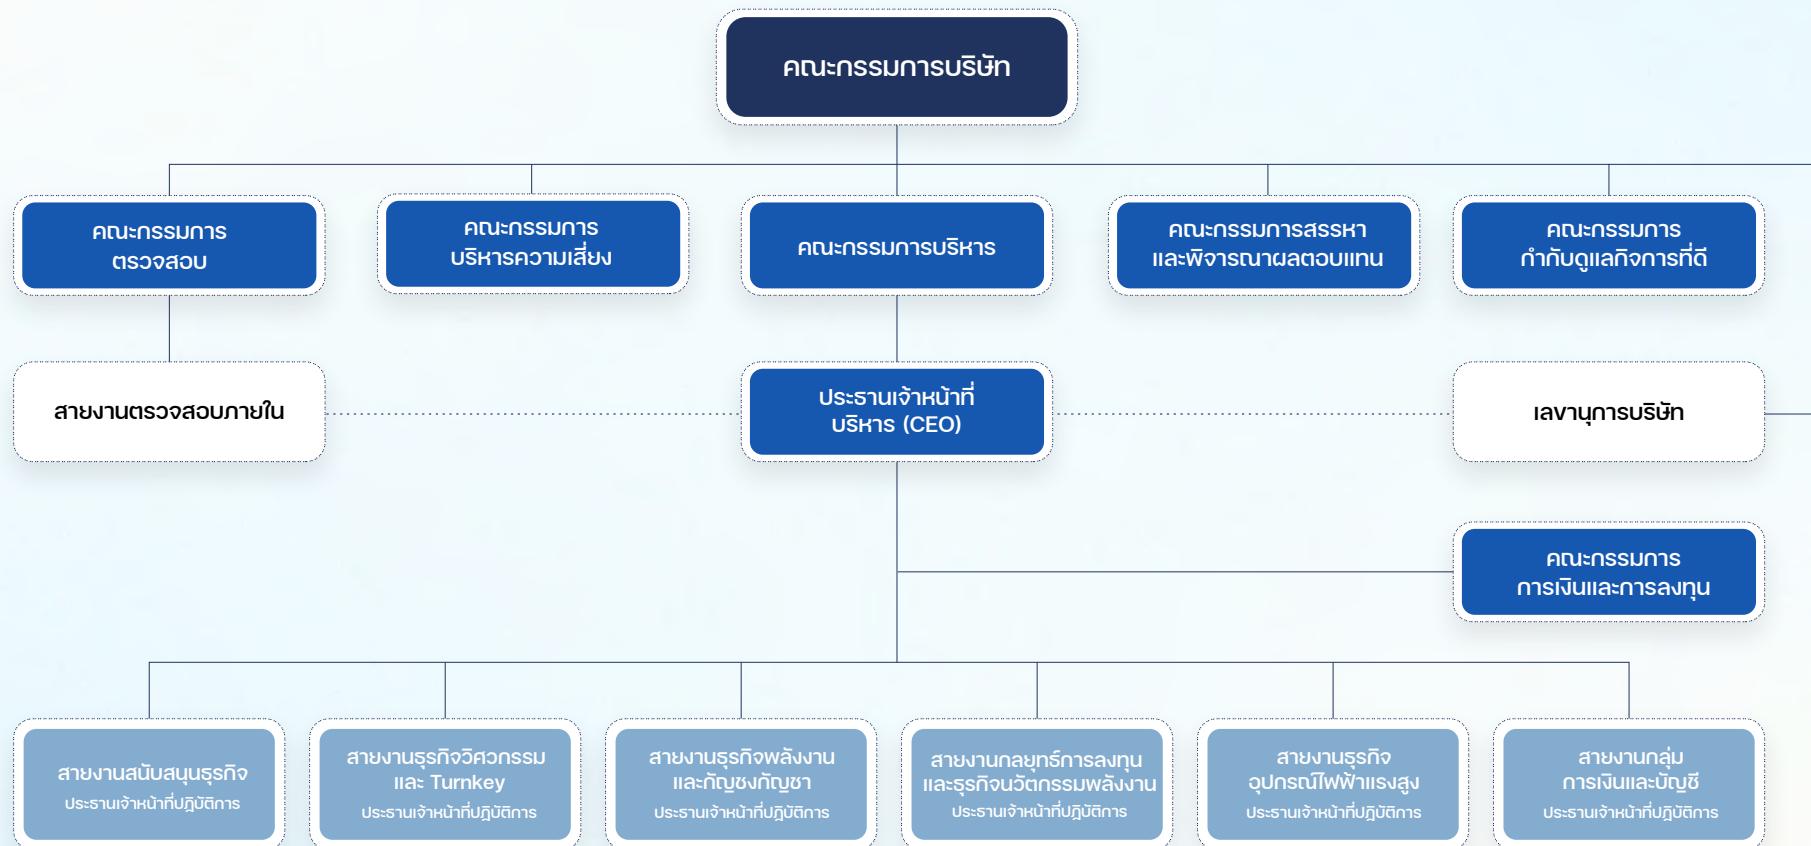 คณะกรรมการบริษัท
คณะกรรมการ
ตรวจสอบ
คณะกรรมการ
บริหารความเสี่ยง
คณะกรรมการบริหาร
คณะกรรมการสรรหา
และพิจารณาผลตอบแทน
คณะกรรมการ
กำกับดูแลกิจการที่ดี
สายงานตรวจสอบภายใน
ประธานเจ้าหน้าที่
บริหาร (CEO)
เลขานุการบริษัท
คณะกรรมการ
การเงินและการลงทุน
สายงานสนับสนุนธุรกิจ
ประธานเจ้าหน้าที่ปฏิบัติการ
สายงานธุรกิจวิศวกรรม
และ Turnkey
ประธานเจ้าหน้าที่ปฏิบัติการ
สายงานธุรกิจพลังงาน
และกัญชงกัญชา
ประธานเจ้าหน้าที่ปฏิบัติการ
สายงานกลยุทธ์การลงทุน
และธุรกิจนวัตกรรมพลังงาน
ประธานเจ้าหน้าที่ปฏิบัติการ
สายงานธุรกิจ
อุปกรณ์ไฟฟ้าแรงสูง
ประธานเจ้าหน้าที่ปฏิบัติการ
สายงานกลุ่ม
การเงินและบัญชี
ประธานเจ้าหน้าที่ปฏิบัติการ